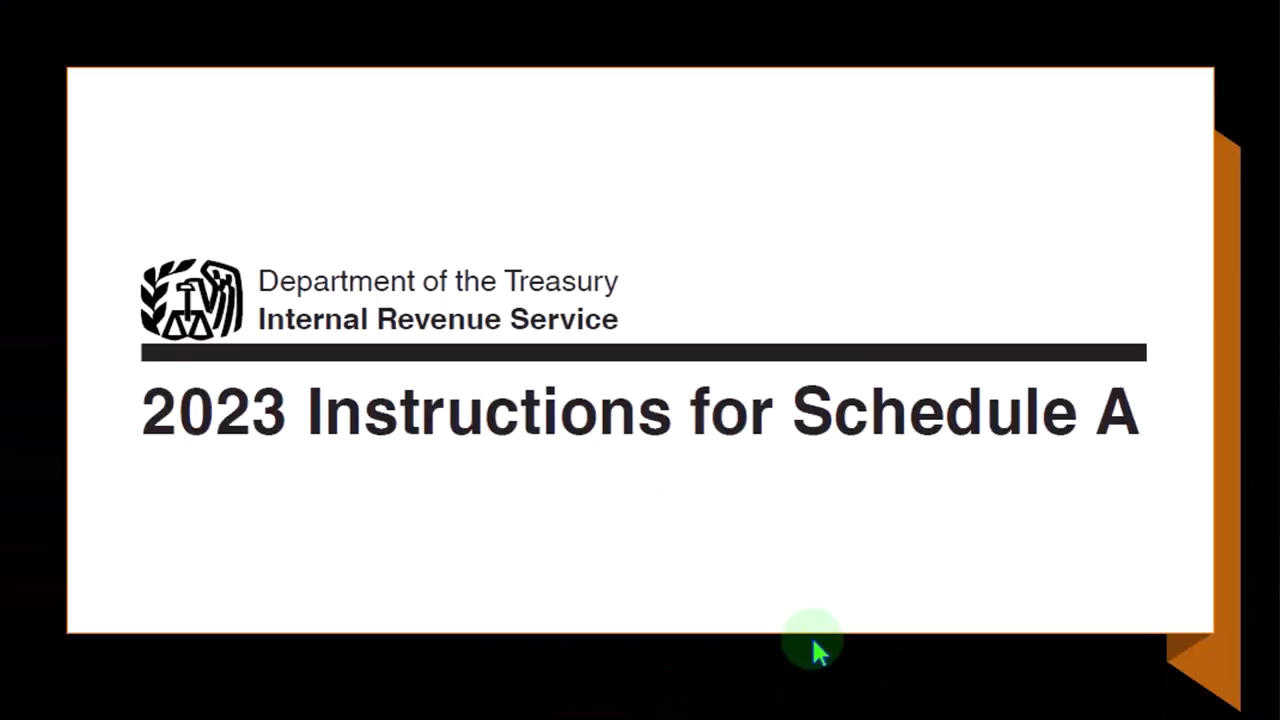 Department of the Treasury
Internal Revenue Service
2023 Instructions for Schedule A